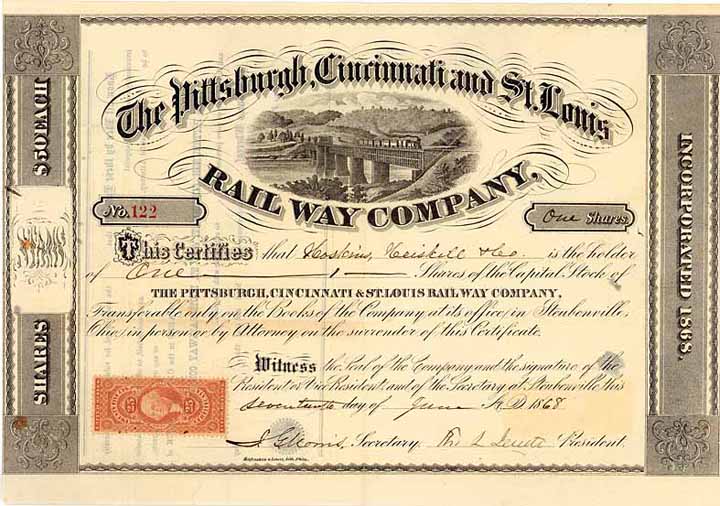 The Pittsburgh, Cincinnati and St. Louis
RAIL WAY COMPANY.
$50 EACH
SHARES
INCORPORATED 1868.
No. 122
One Shares.
This Certifies that Hoskins, Heiskell & Co. is the holder
of One 1 Shares of the Capital Stock of
THE PITTSBURGH, CINCINNATI & ST. LOUIS RAILWAY COMPANY,
Transferable only on the Books of the Company at its office, in Steubenville,
Ohio, in person or by Attorney, on the surrender of this Certificate.
Witness the Seal of the Company and the signature of the
President or Vice President and of the Secretary at Steubenville this
seventeenth day of June A.D. 1868
Secretary. President.
25 25